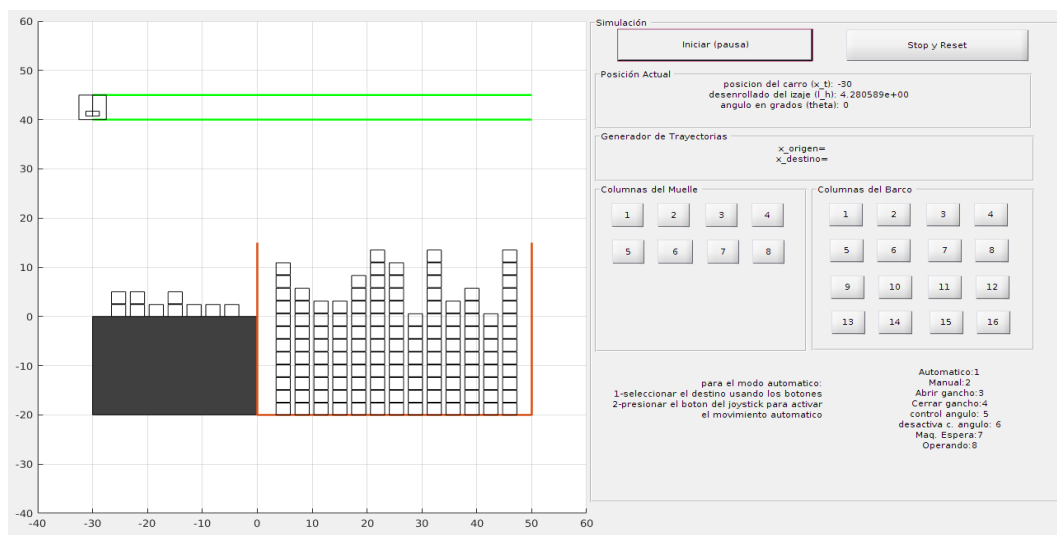 60
50
40
30
20
10
0
-10
-20
-30
-40
-40 -30 -20 -10 0 10 20 30 40 50 60
Simulación
Iniciar (pausa) Stop y Reset
Posición Actual
posicion del carro (x_t): -30
desenrollado del izaje (l_h): 4.280589e+00
angulo en grados (theta): 0
Generador de Trayectorias
x_origen=
x_destino=
Columnas del Muelle
1 2 3 4
5 6 7 8
Columnas del Barco
1 2 3 4
5 6 7 8
9 10 11 12
13 14 15 16
para el modo automatico:
1-seleccionar el destino usando los botones
2-presionar el boton del joystick para activar
el movimiento automatico
Automatico:1
Manual:2
Abrir gancho:3
Cerrar gancho:4
control angulo: 5
desactiva c. angulo: 6
Maq. Espera:7
Operando:8